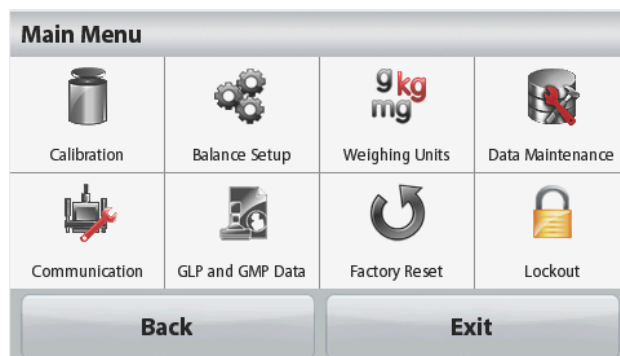 Main Menu
g kg
mg
Calibration Balance Setup Weighing Units Data Maintenance
Communication GLP and GMP Data Factory Reset Lockout
Back Exit